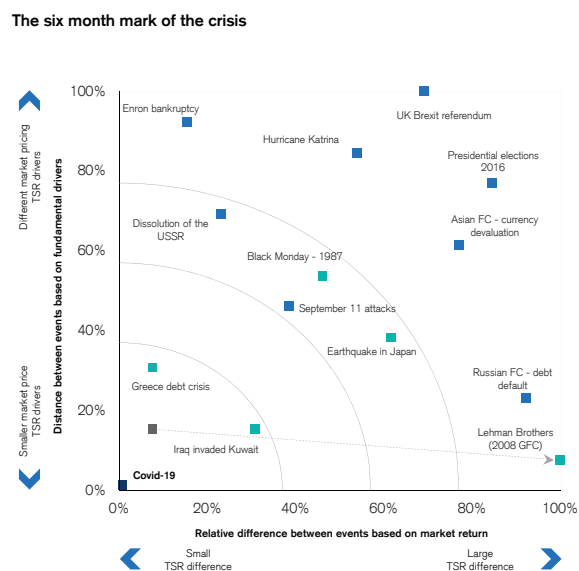 The six month mark of the crisis
Different market pricing
TSR drivers
Smaller market price
TSR drivers
Distance between events based on fundamental drivers
100%
80%
60%
40%
20%
0%
Enron bankruptcy
UK Brexit referendum
Hurricane Katrina
Presidential elections
2016
Dissolution of the
USSR
Asian FC - currency
devaluation
Black Monday - 1987
September 11 attacks
Earthquake in Japan
Greece debt crisis
Russian FC - debt
default
Iraq invaded Kuwait
Lehman Brothers
(2008 GFC)
Covid-19
0%
20%
40%
60%
80%
100%
Relative difference between events based on market return
Small
TSR difference
Large
TSR difference